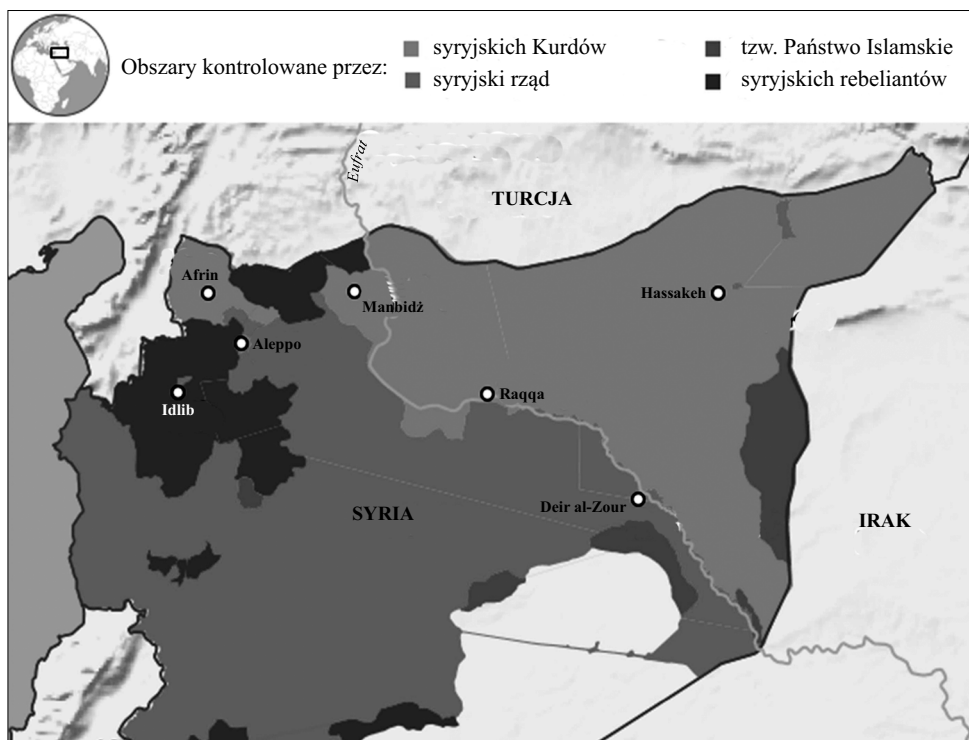 Obszary kontrolowane przez:
syryjskich Kurdów
syryjski rząd
tzw. Państwo Islamskie
syryjskich rebeliantów
Eufrat
TURCJA
Afrin
Manbidż
Hassakeh
Aleppo
Idlib
Raqqa
Deir al-Zour
SYRIA
IRAK